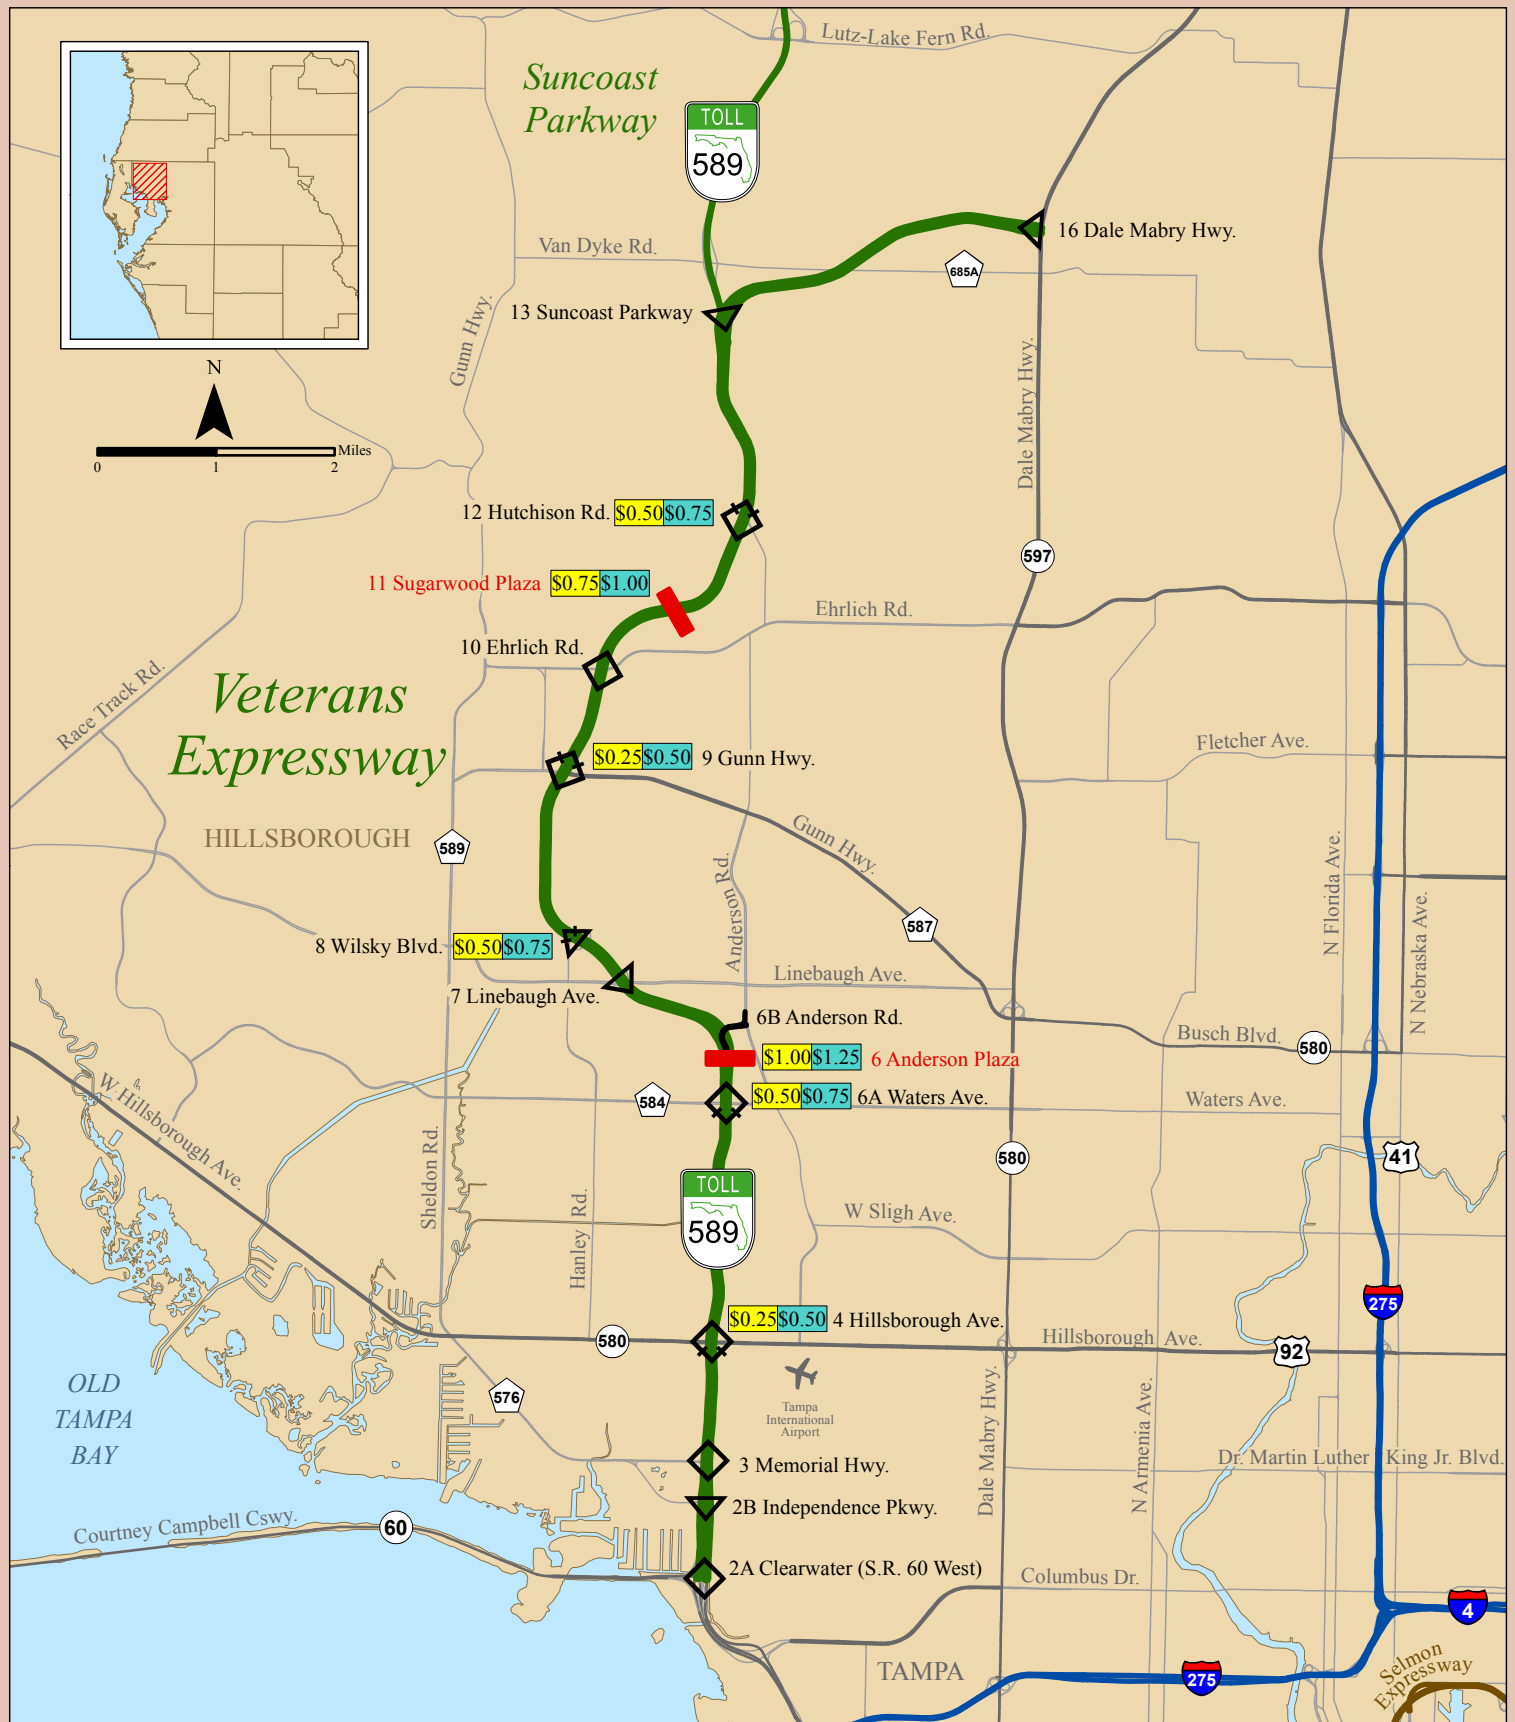 Lutz-Lake Fern Rd.
Suncoast
Parkway
TOLL
589
16 Dale Mabry Hwy.
Van Dyke Rd.
685A
13 Suncoast Parkway
Gunn Hwy.
N
Miles
0
1
2
Dale Mabry Hwy.
12 Hutchison Rd. $0.50 $0.75
597
11 Sugarwood Plaza $0.75 $1.00
Ehrlich Rd.
10 Ehrlich Rd.
Race Track Rd.
Veterans
Expressway
$0.25 $0.50 9 Gunn Hwy.
Fletcher Ave.
HILLSBOROUGH
589
Gunn Hwy.
Anderson Rd.
N Florida Ave.
N Nebraska Ave.
587
8 Wilsky Blvd. $0.50 $0.75
Linebaugh Ave.
7 Linebaugh Ave.
6B Anderson Rd.
Busch Blvd.
580
$1.00 $1.25 6 Anderson Plaza
584
$0.50 $0.75 6A Waters Ave.
Waters Ave.
W Hillsborough Ave.
Sheldon Rd.
580
41
TOLL
589
W Sligh Ave.
Hanley Rd.
275
$0.25 $0.50 4 Hillsborough Ave.
580
Hillsborough Ave.
92
OLD
TAMPA
BAY
576
Tampa
International
Airport
Dale Mabry Hwy.
N Armenia Ave.
3 Memorial Hwy.
Dr. Martin Luther King Jr. Blvd.
2B Independence Pkwy.
Courtney Campbell Cswy.
60
2A Clearwater (S.R. 60 West)
Columbus Dr.
4
TAMPA
275
Selmon
Expressway